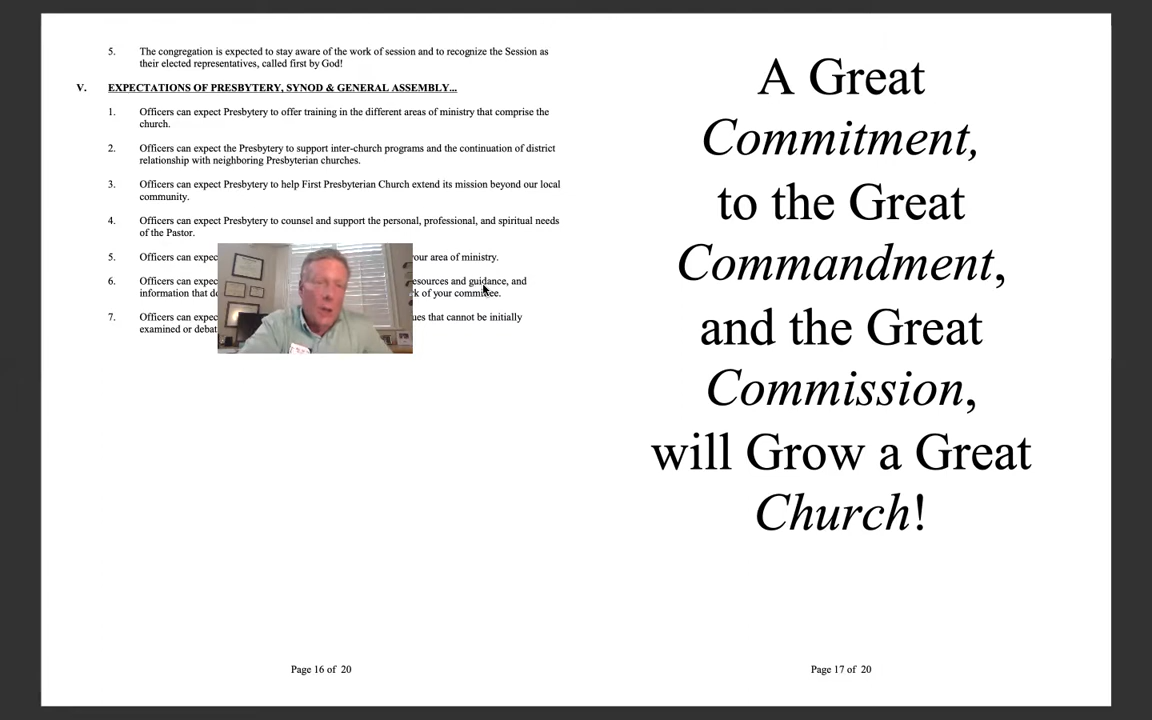 5. The congregation is expected to stay aware of the work of session and to recognize the Session as
their elected representatives, called first by God!
V. EXPECTATIONS OF PRESBYTERY, SYNOD & GENERAL ASSEMBLY...
1. Officers can expect Presbytery to offer training in the different areas of ministry that comprise the
church.
2. Officers can expect the Presbytery to support inter-church programs and the continuation of district
relationship with neighboring Presbyterian churches.
3. Officers can expect Presbytery to help First Presbyterian Church extend its mission beyond our local
community.
4. Officers can expect Presbytery to counsel and support the personal, professional, and spiritual needs
of the Pastor.
5. Officers can your area of ministry.
6. Officers can resources and guidance, and
information that of your committee.
7. Officers can that cannot be initially
examined or
Page 16 of 20
A Great
Commitment,
to the Great
Commandment,
and the Great
Commission,
will Grow a Great
Church!
Page 17 of 20